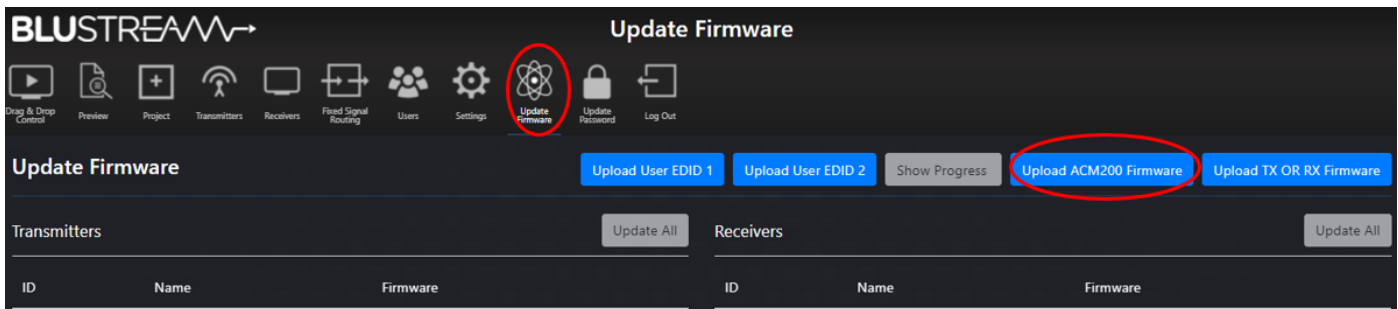 BLUSTREAM
Update Firmware
Drag & Drop Control
Preview
Project
Transmitters
Receivers
Fixed Signal Routing
Users
Settings
Update Firmware
Update Password
Log Out
Update Firmware
Upload User EDID 1
Upload User EDID 2
Show Progress
Upload ACM200 Firmware
Upload TX OR RX Firmware
Transmitters
Update All
Receivers
Update All
ID Name Firmware
ID Name Firmware